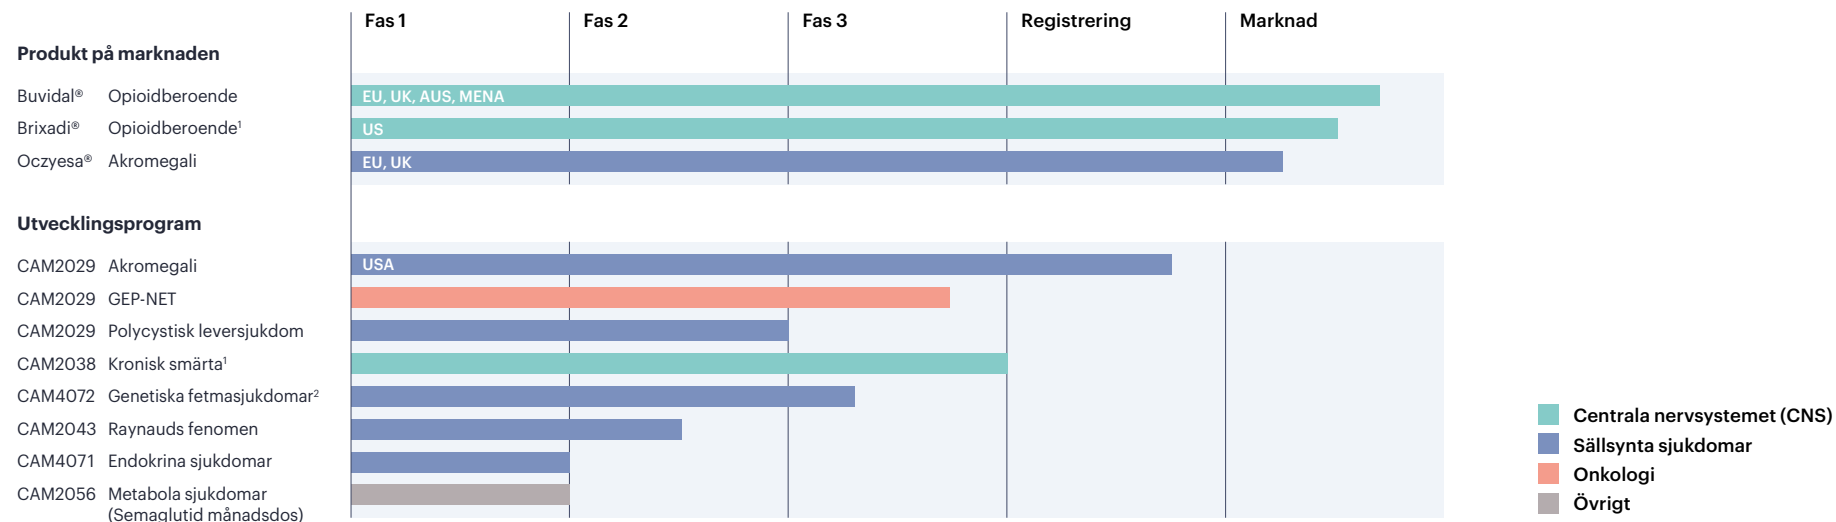 Fas 1 Fas 2 Fas 3 Registrering Marknad
Produkt på marknaden
Buvidal® Opioidberoende EU, UK, AUS, MENA
Brixadi® Opioidberoende¹ US
Oczyesa® Akromegali EU, UK
Utvecklingsprogram
CAM2029 Akromegali USA
CAM2029 GEP-NET
CAM2029 Polycystisk leversjukdom
CAM2038 Kronisk smärta¹
CAM4072 Genetiska fetmasjukdomar²
CAM2043 Raynauds fenomen
CAM4071 Endokrina sjukdomar
CAM2056 Metabola sjukdomar
(Semaglutid månadsdos)
Centrala nervsystemet (CNS)
Sällsynta sjukdomar
Onkologi
Övrigt